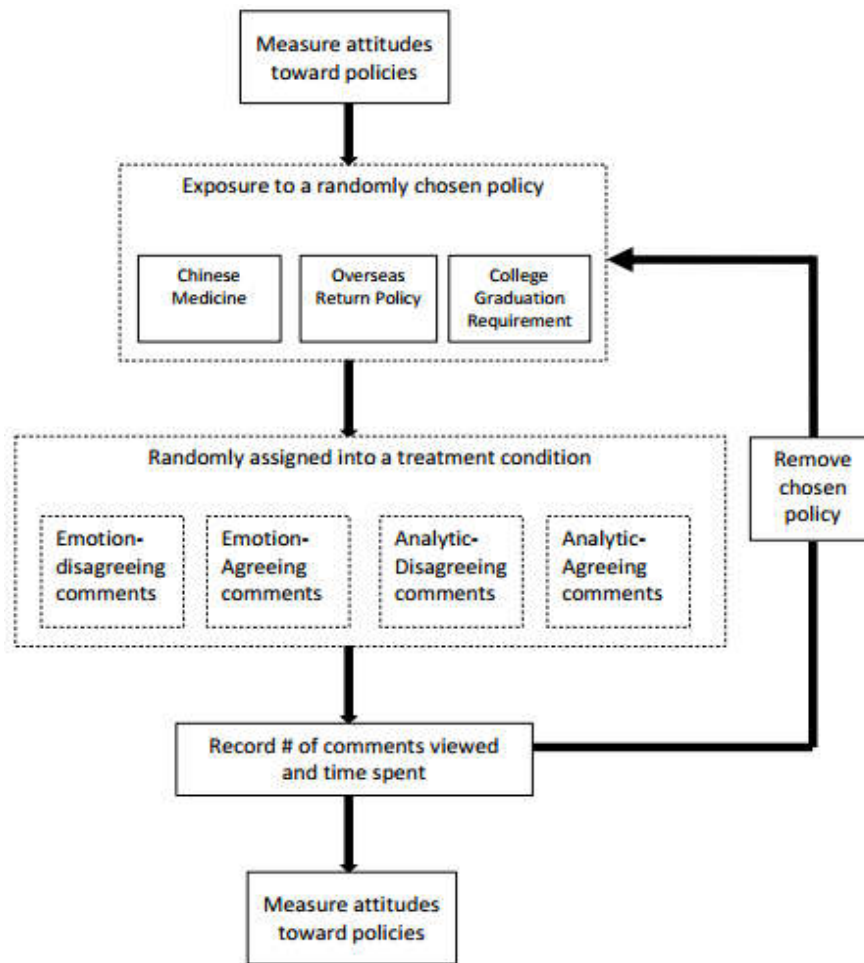 Measure attitudes
toward policies
Exposure to a randomly chosen policy
Chinese
Medicine
Overseas
Return Policy
College
Graduation
Requirement
Randomly assigned into a treatment condition
Emotion-
disagreeing
comments
Emotion-
Agreeing
comments
Analytic-
Disagreeing
comments
Analytic-
Agreeing
comments
Remove
chosen
policy
Record # of comments viewed
and time spent
Measure attitudes
toward policies